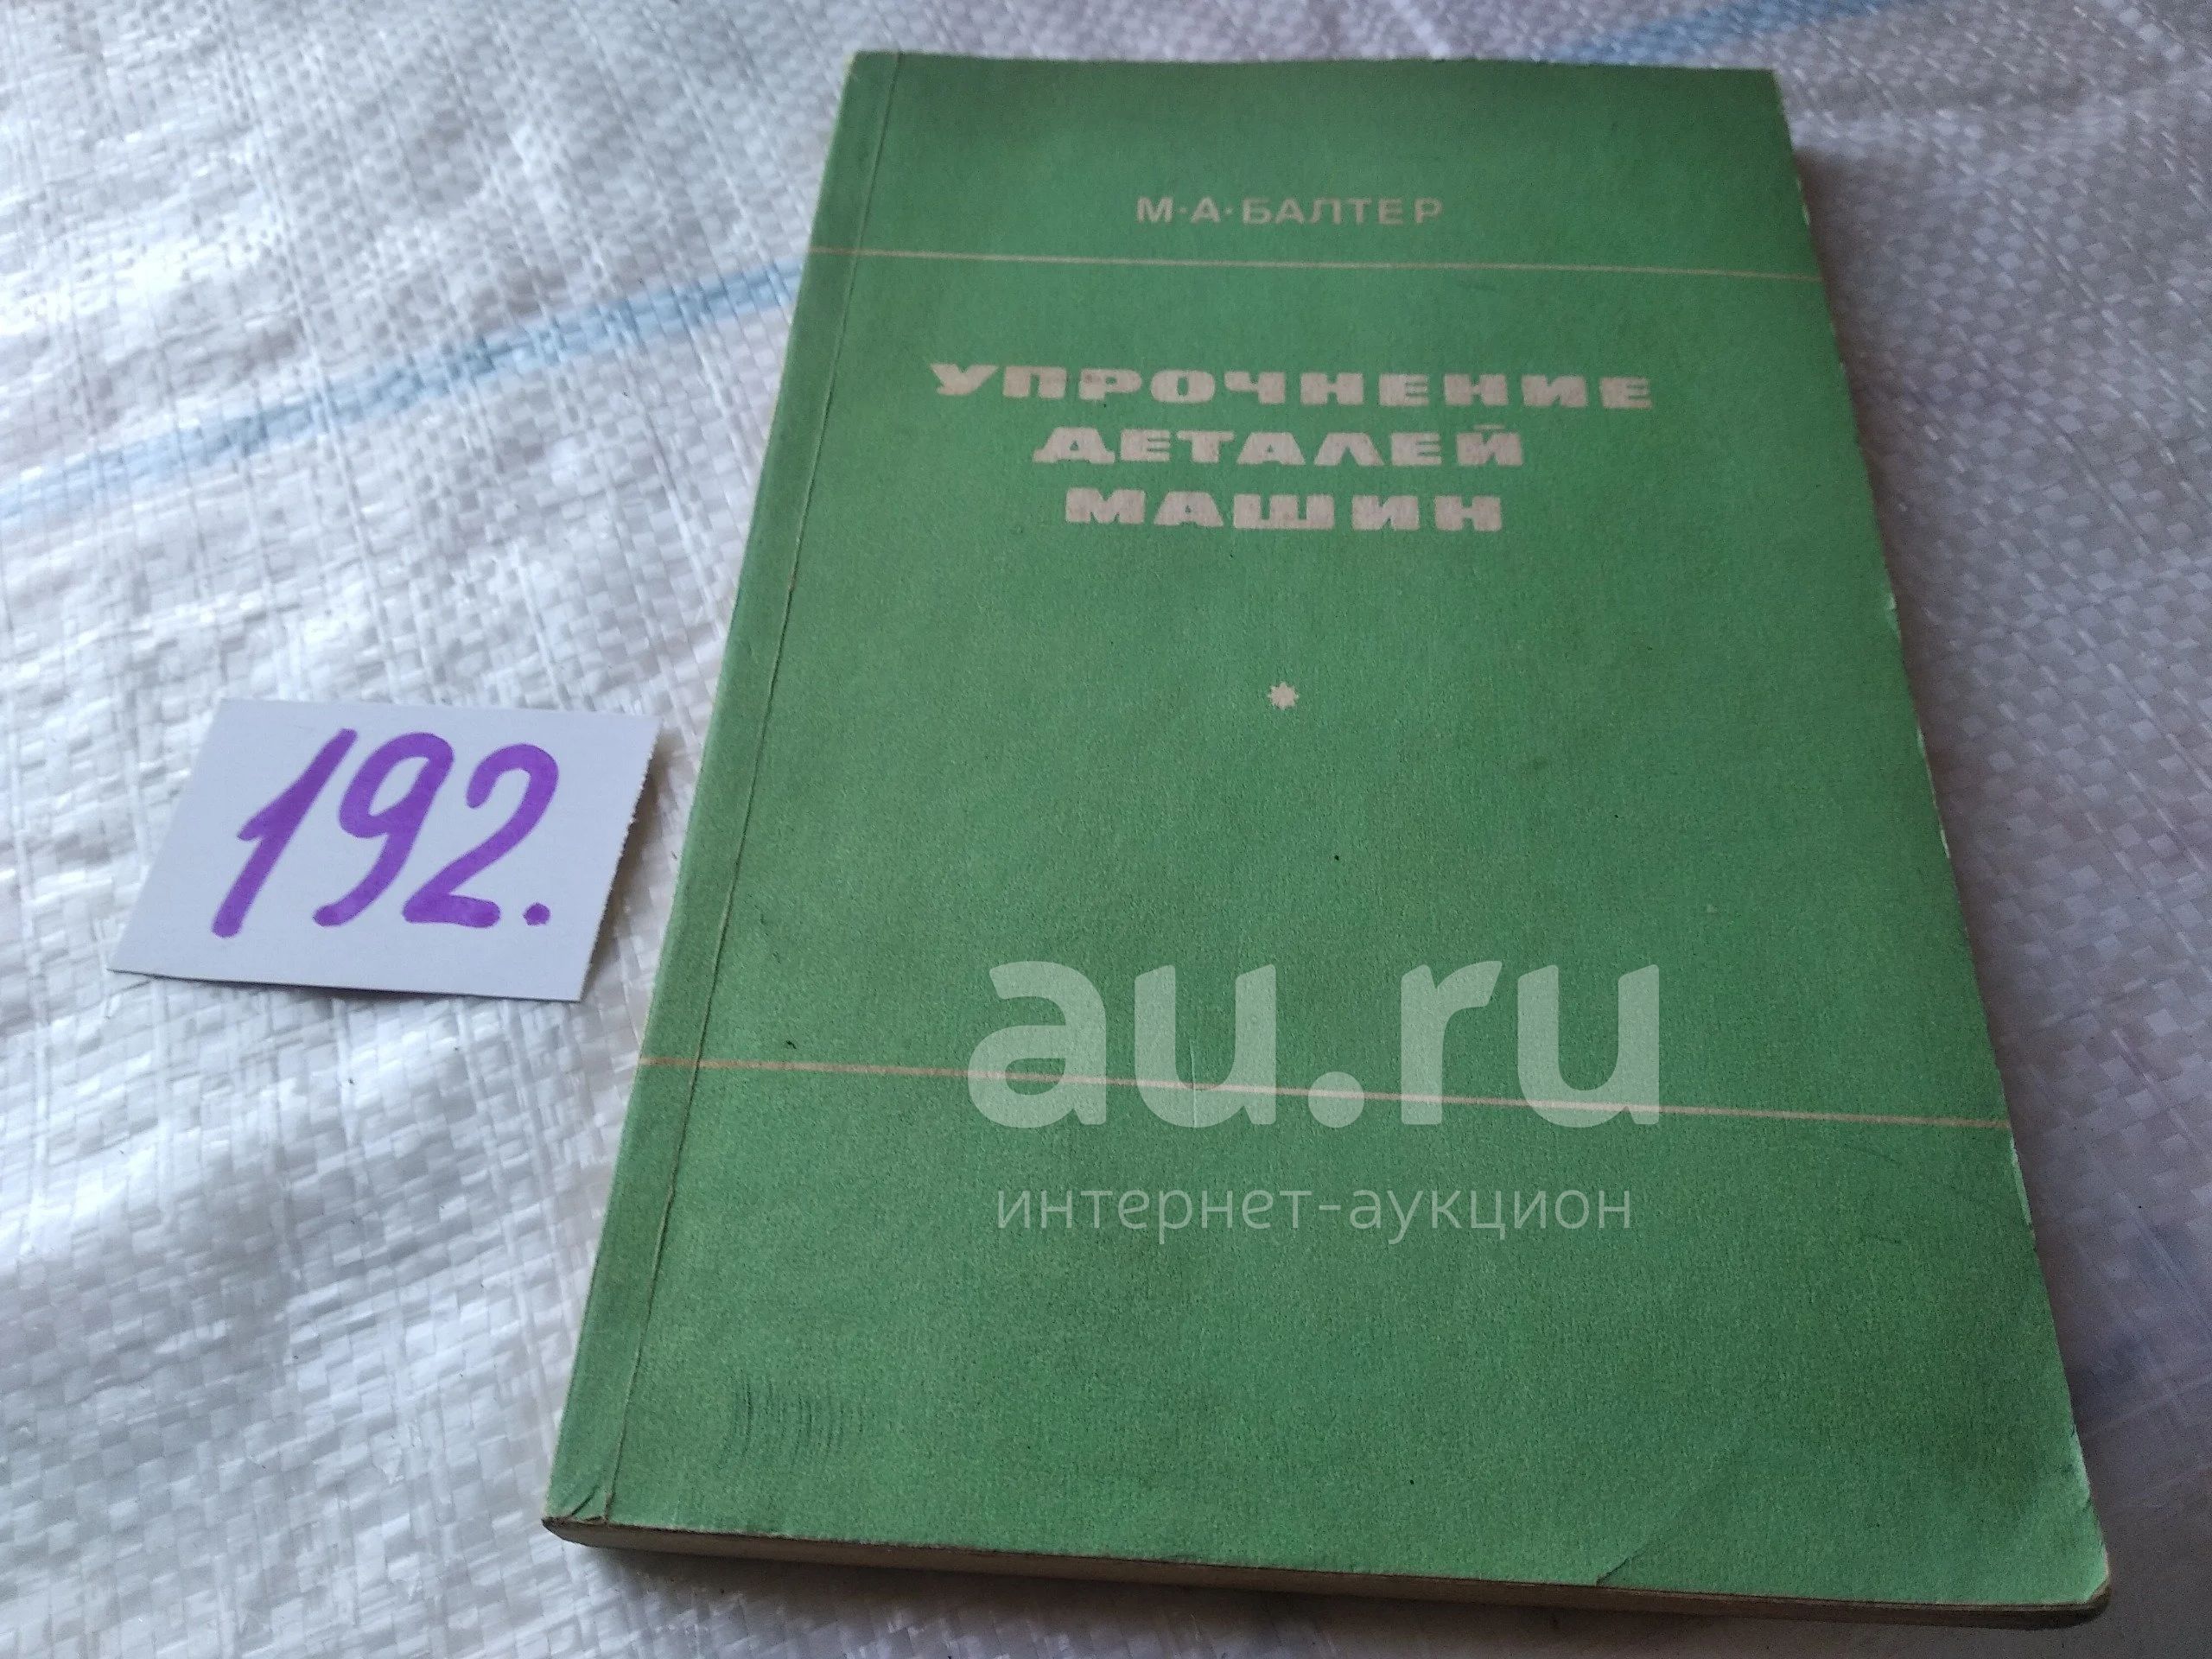 М·А·БАЛТЕР
УПРОЧНЕНИЕ
ДЕТАЛЕЙ
МАШИН
192.
au.ru
интернет-аукцион